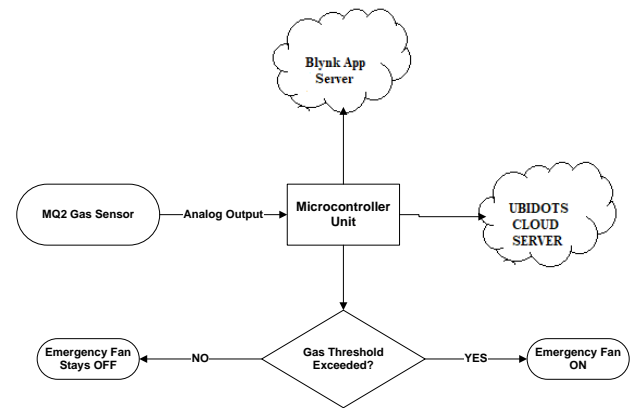 Blynk App
Server
MQ2 Gas Sensor
Analog Output
Microcontroller
Unit
UBIDOTS
CLOUD
SERVER
Emergency Fan
Stays OFF
NO
Gas Threshold
Exceeded?
YES
Emergency Fan
ON